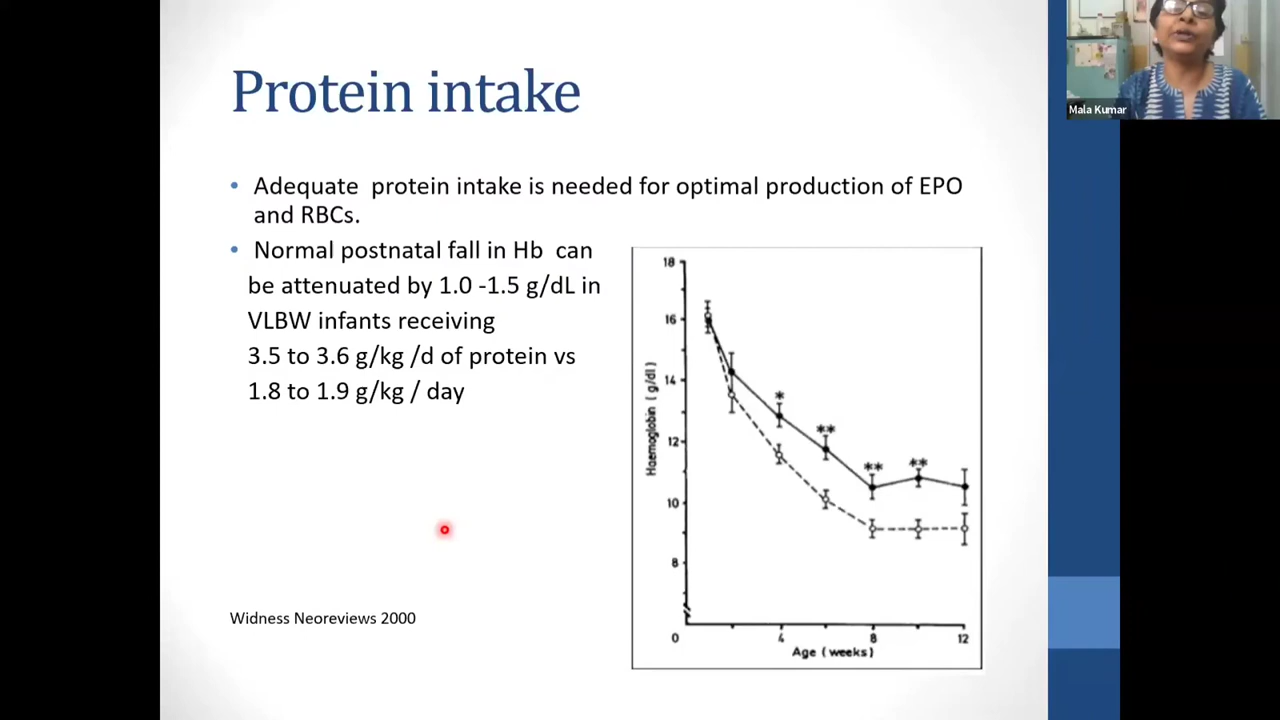 Protein intake
Mala Kumar
• Adequate protein intake is needed for optimal production of EPO
and RBCs.
• Normal postnatal fall in Hb can
be attenuated by 1.0 -1.5 g/dL in
VLBW infants receiving
3.5 to 3.6 g/kg /d of protein vs
1.8 to 1.9 g/kg / day
Haemoglobin ( g/dl)
18
16
14
12
10
8
0
*
**
**
**
4 8 12
Age ( weeks)
Widness Neoreviews 2000